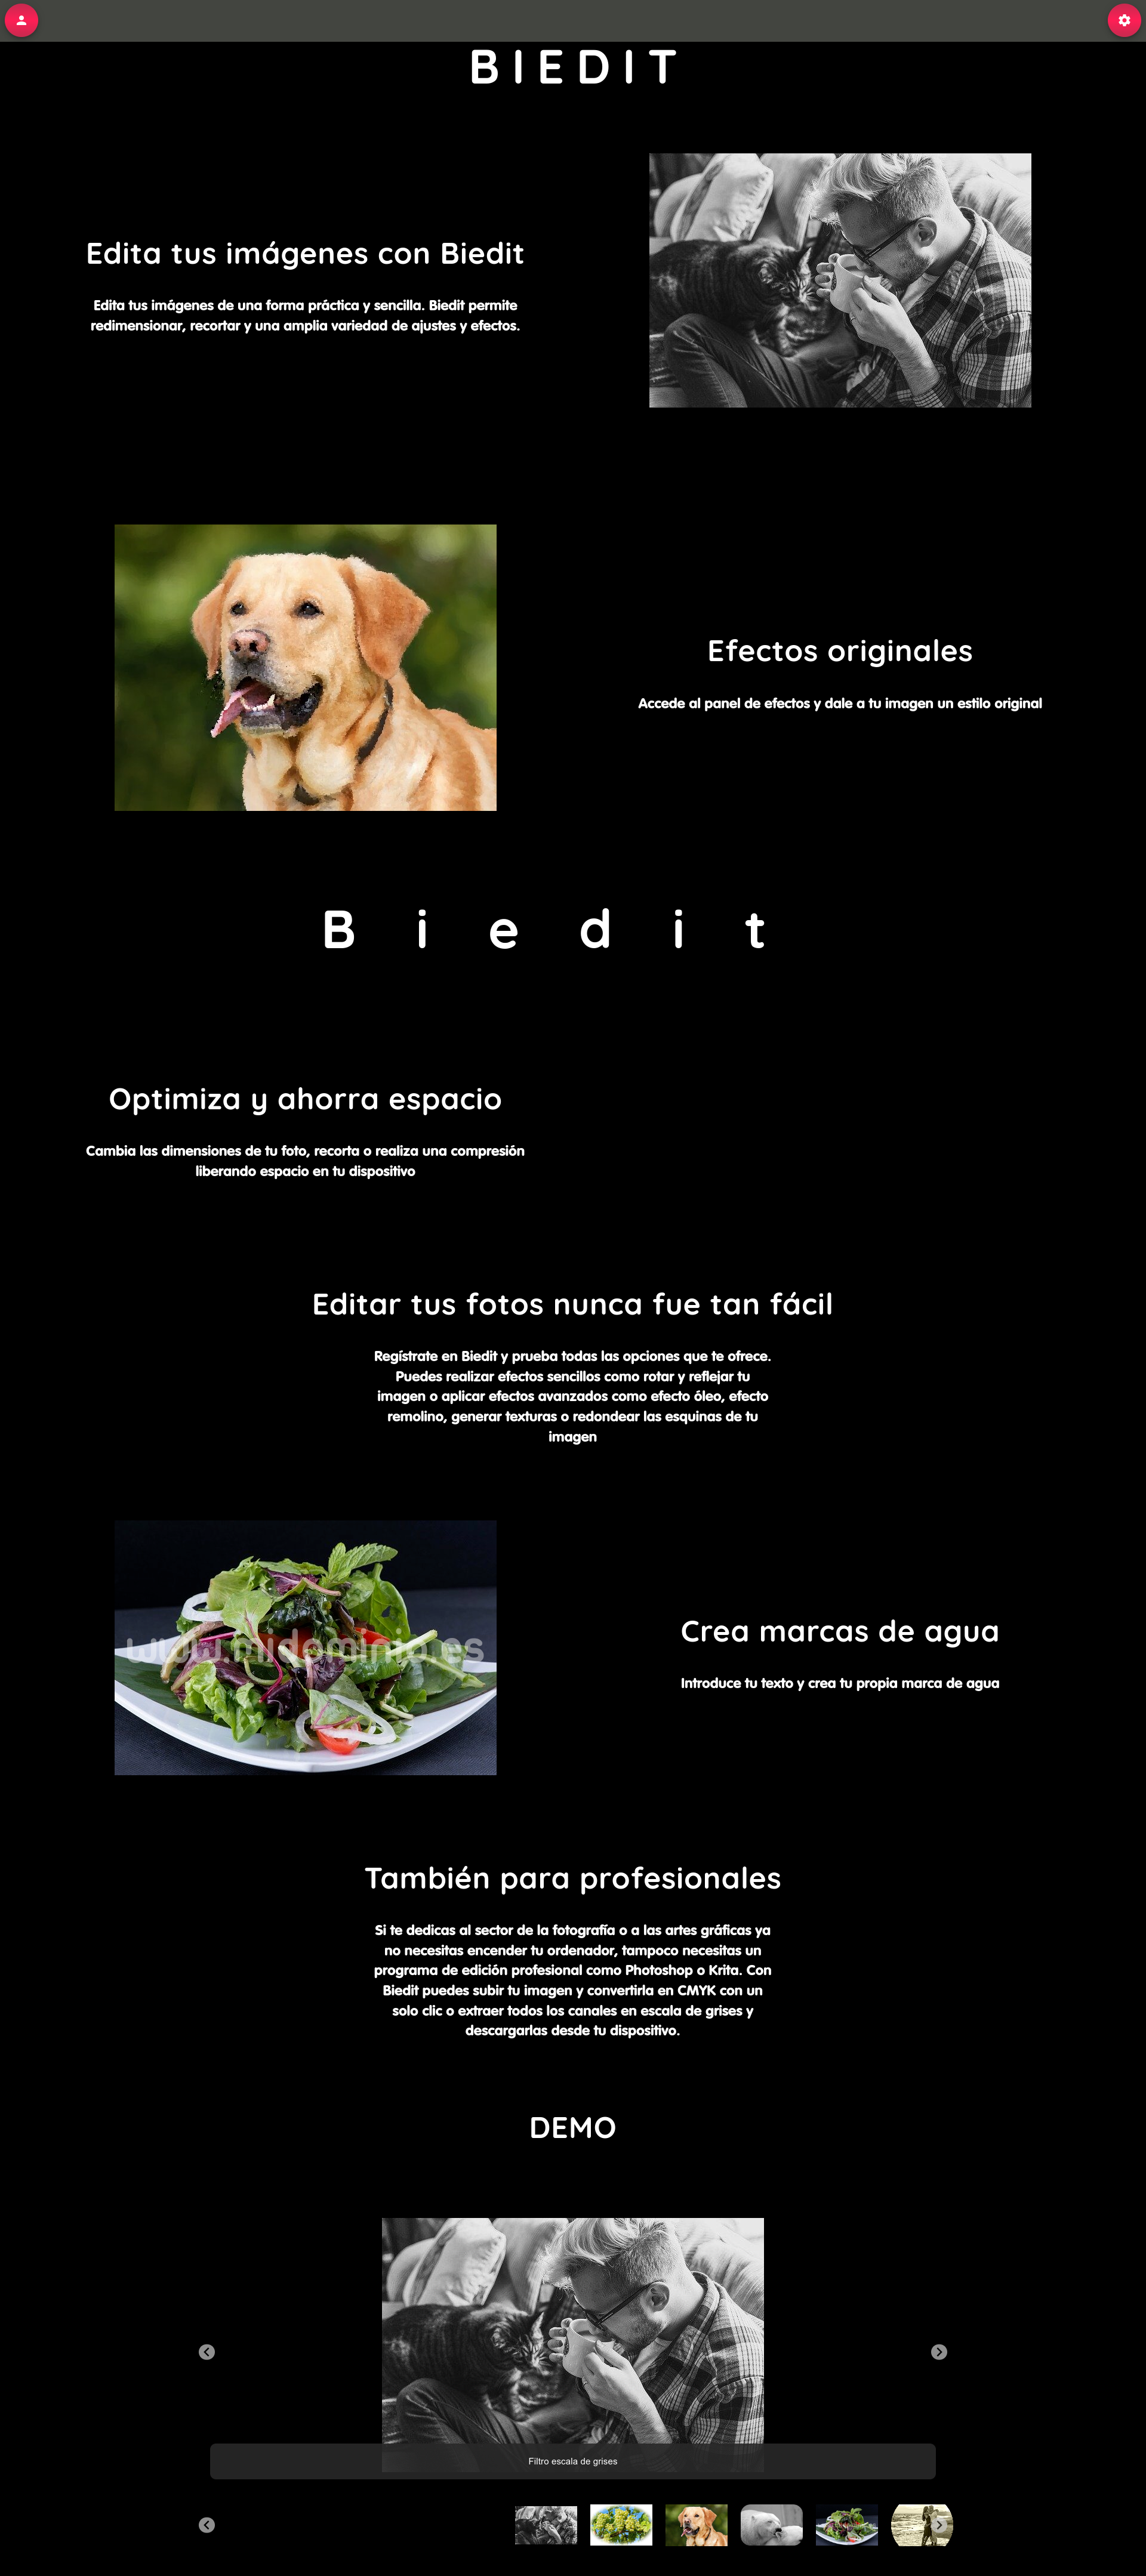 BIEDIT
Edita tus imágenes con Biedit
Edita tus imágenes de una forma práctica y sencilla. Biedit permite
redimensionar, recortar y una amplia variedad de ajustes y efectos.
Efectos originales
Accede al panel de efectos y dale a tu imagen un estilo original
Biedit
Optimiza y ahorra espacio
Cambia las dimensiones de tu foto, recorta o realiza una compresión
liberando espacio en tu dispositivo
Editar tus fotos nunca fue tan fácil
Regístrate en Biedit y prueba todas las opciones que te ofrece.
Puedes realizar efectos sencillos como rotar y reflejar tu
imagen o aplicar efectos avanzados como efecto óleo, efecto
remolino, generar texturas o redondear las esquinas de tu
imagen
www.midominio.es
Crea marcas de agua
Introduce tu texto y crea tu propia marca de agua
También para profesionales
Si te dedicas al sector de la fotografía o a las artes gráficas ya
no necesitas encender tu ordenador, tampoco necesitas un
programa de edición profesional como Photoshop o Krita. Con
Biedit puedes subir tu imagen y convertirla en CMYK con un
solo clic o extraer todos los canales en escala de grises y
descargarlas desde tu dispositivo.
DEMO
Filtro escala de grises